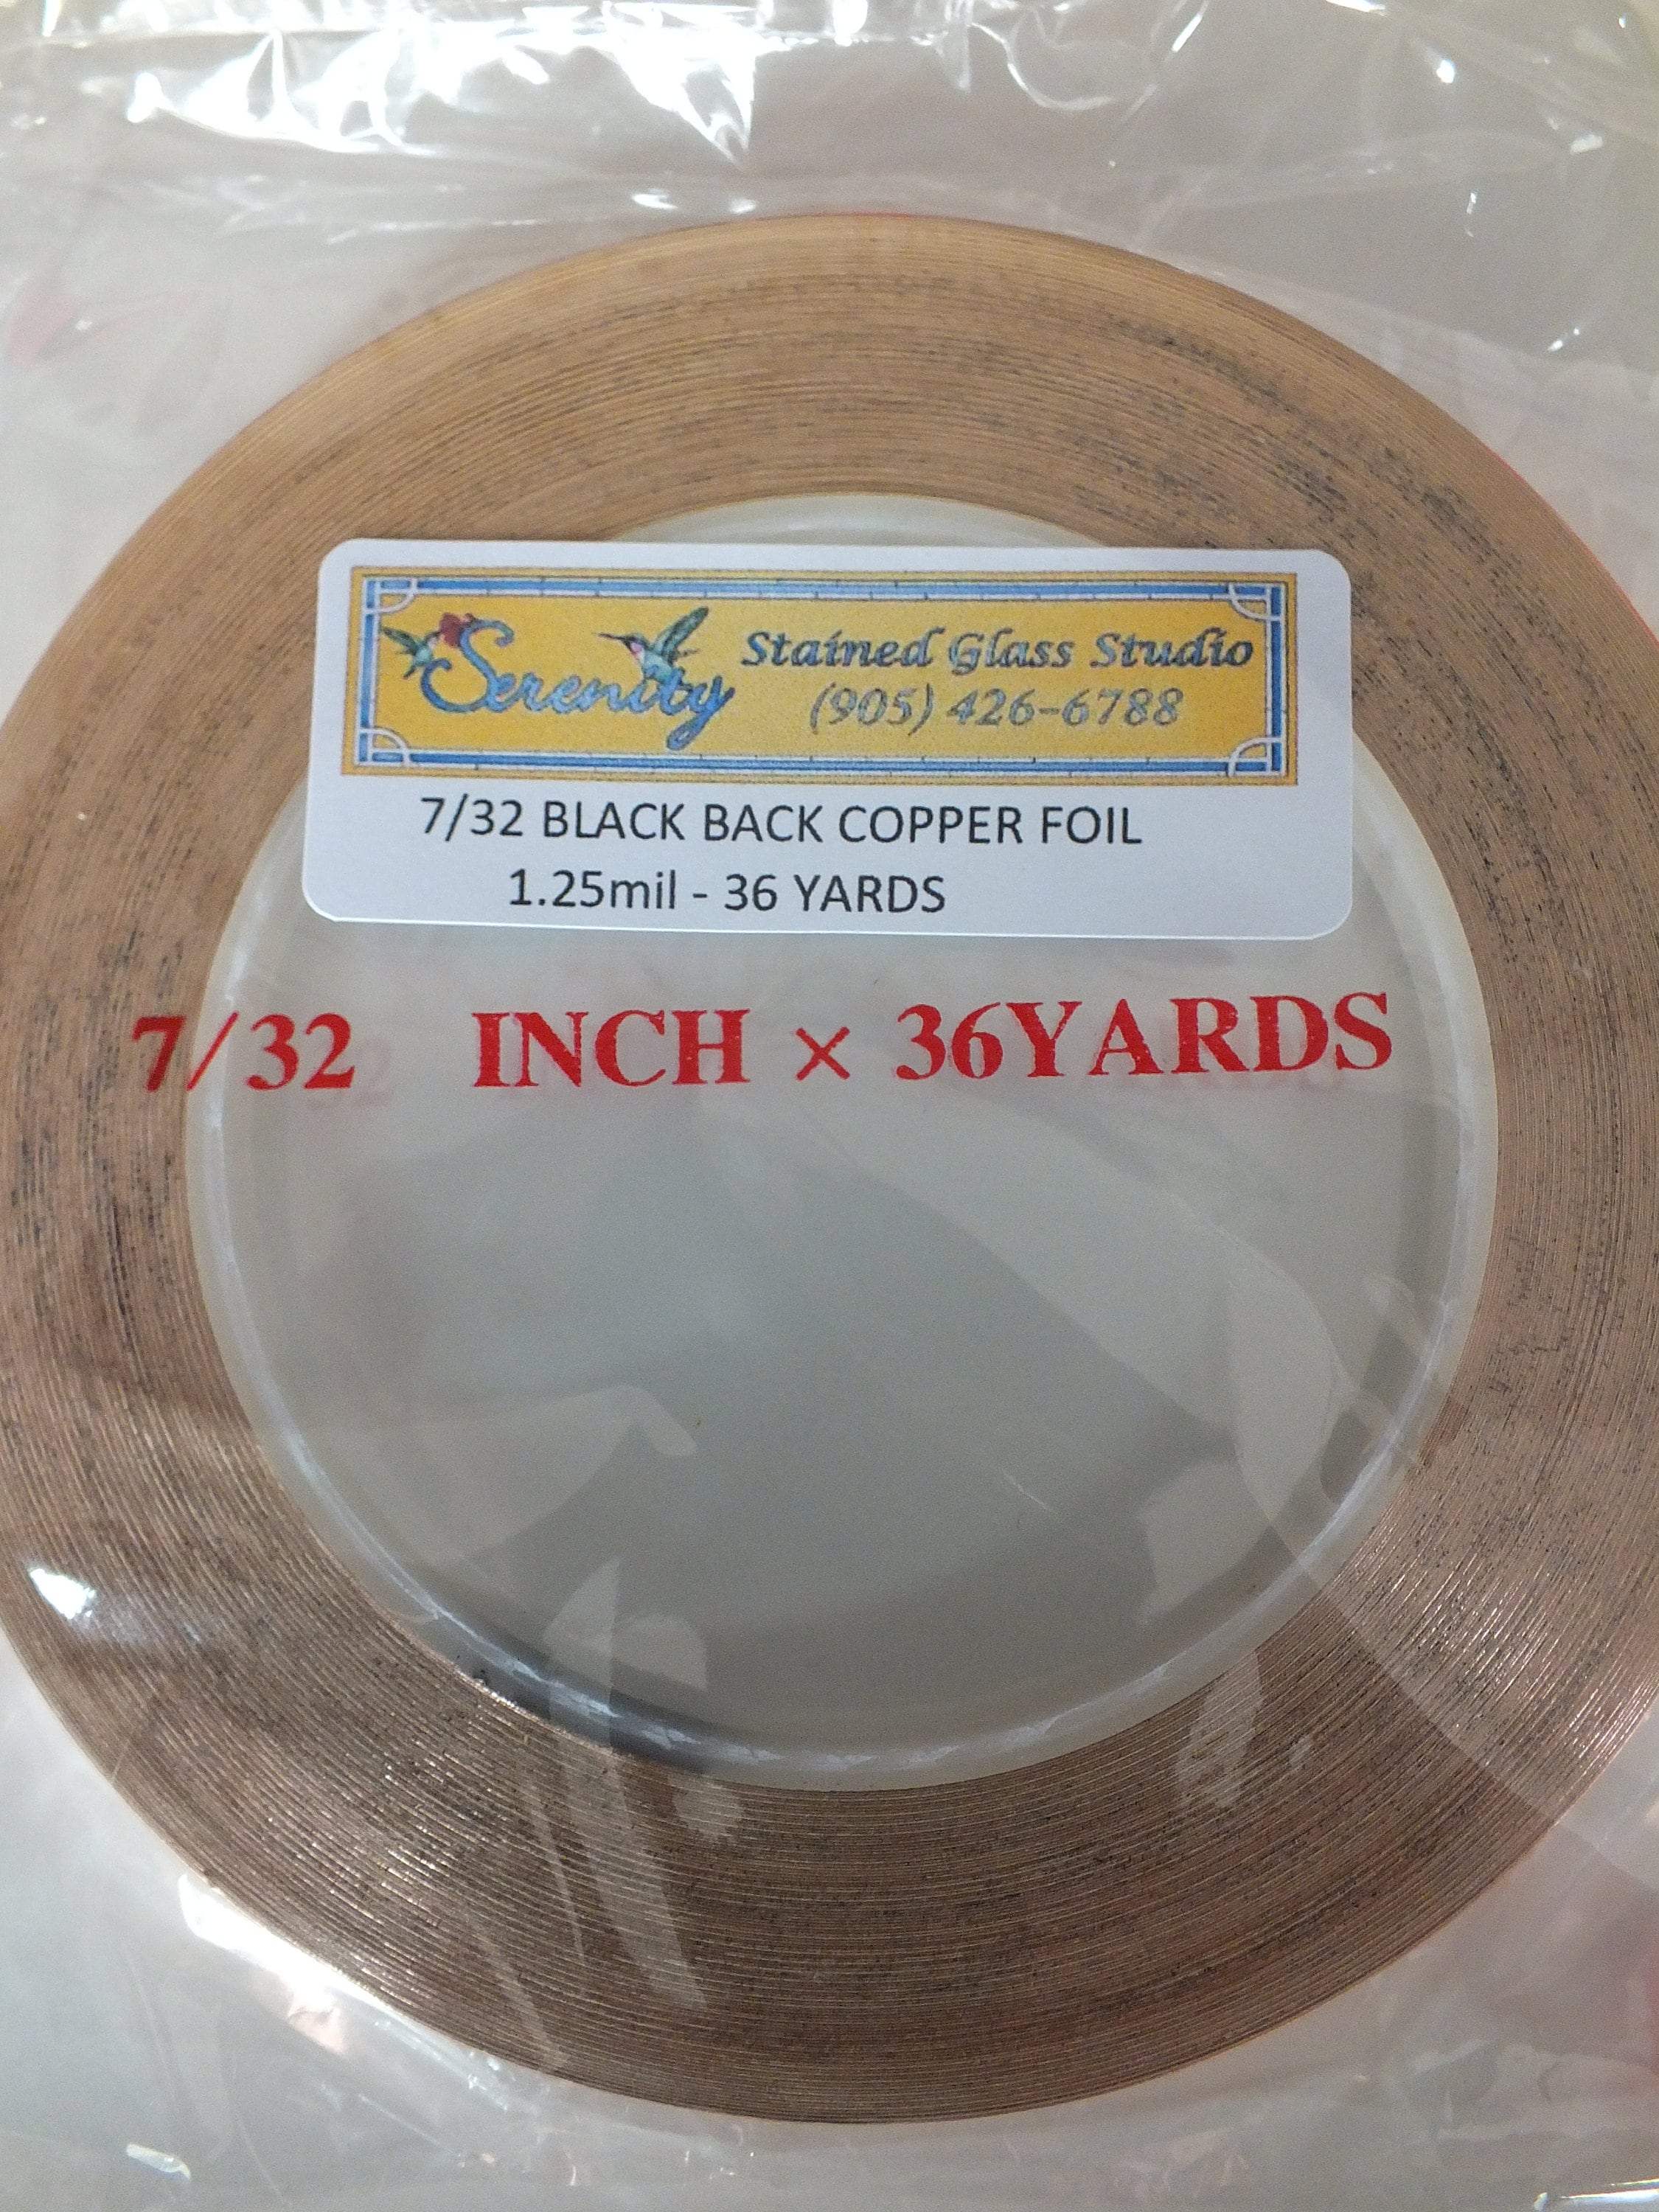 Serenity Stained Glass Studio
(905) 426-6788
7/32 BLACK BACK COPPER FOIL
1.25mil - 36 YARDS
7/32 INCH × 36YARDS